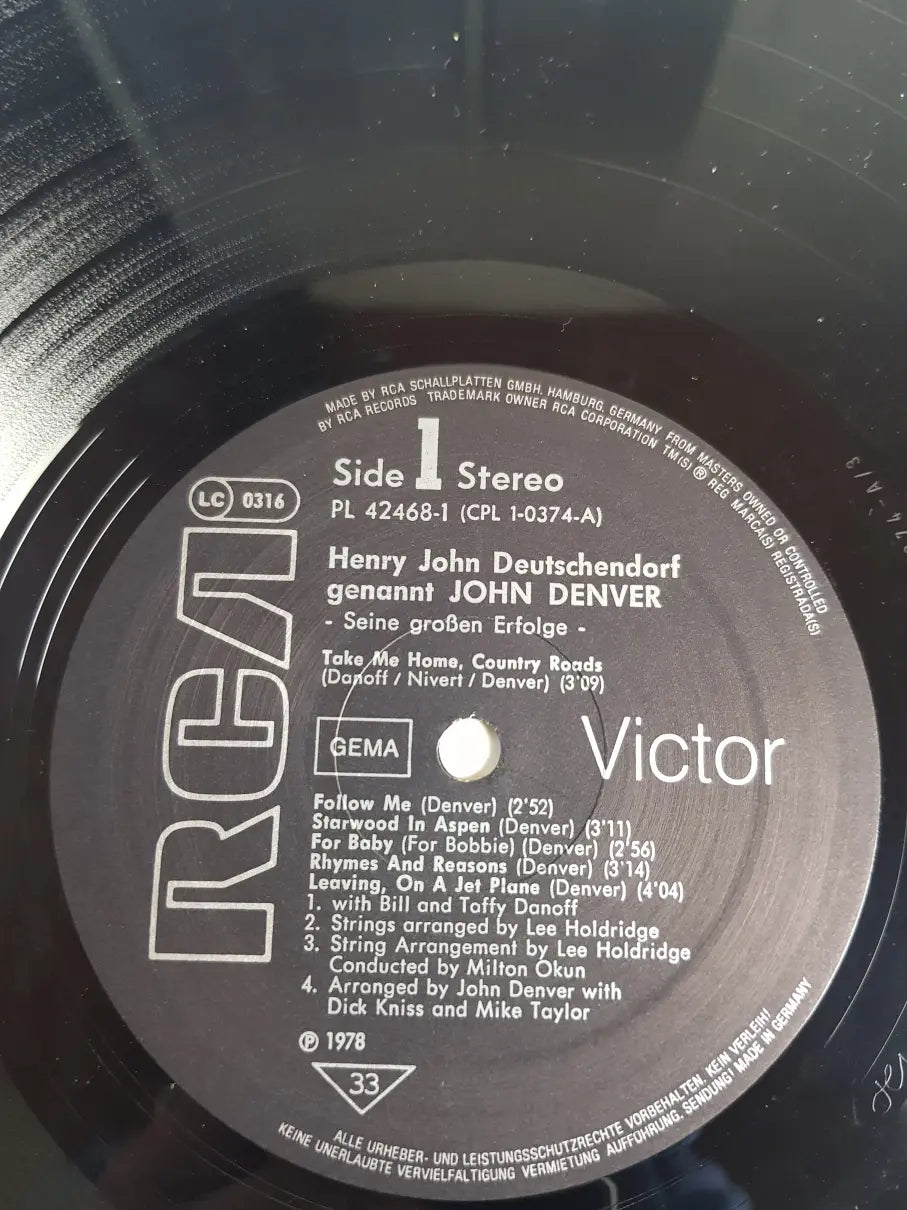 MADE BY RCA SCHALLPLATTEN GMBH, HAMBURG, GERMANY FROM MASTERS OWNED OR CONTROLLED
BY RCA RECORDS TRADEMARK OWNER RCA CORPORATION TM(S) ® REG MARCA(S) REGISTRADA(S)
Side 1 Stereo
LC 0316
PL 42468-1 (CPL 1-0374-A)
RCA
Henry John Deutschendorf
genannt JOHN DENVER
- Seine großen Erfolge -
Take Me Home, Country Roads
(Danoff / Nivert / Denver) (3'09)
GEMA
Victor
Follow Me (Denver) (2'52)
Starwood In Aspen (Denver) (3'11)
For Baby (For Bobbie) (Denver) (2'56)
Rhymes And Reasons (Denver) (3'14)
Leaving, On A Jet Plane (Denver) (4'04)
1. with Bill and Taffy Danoff
2. Strings arranged by Lee Holdridge
3. String Arrangement by Lee Holdridge
Conducted by Milton Okun
4. Arranged by John Denver with
Dick Kniss and Mike Taylor
℗ 1978
33
ALLE URHEBER- UND LEISTUNGSSCHUTZRECHTE VORBEHALTEN. KEIN VERLEIH!
KEINE UNERLAUBTE VERVIELFÄLTIGUNG VERMIETUNG AUFFÜHRUNG, SENDUNG! MADE IN GERMANY